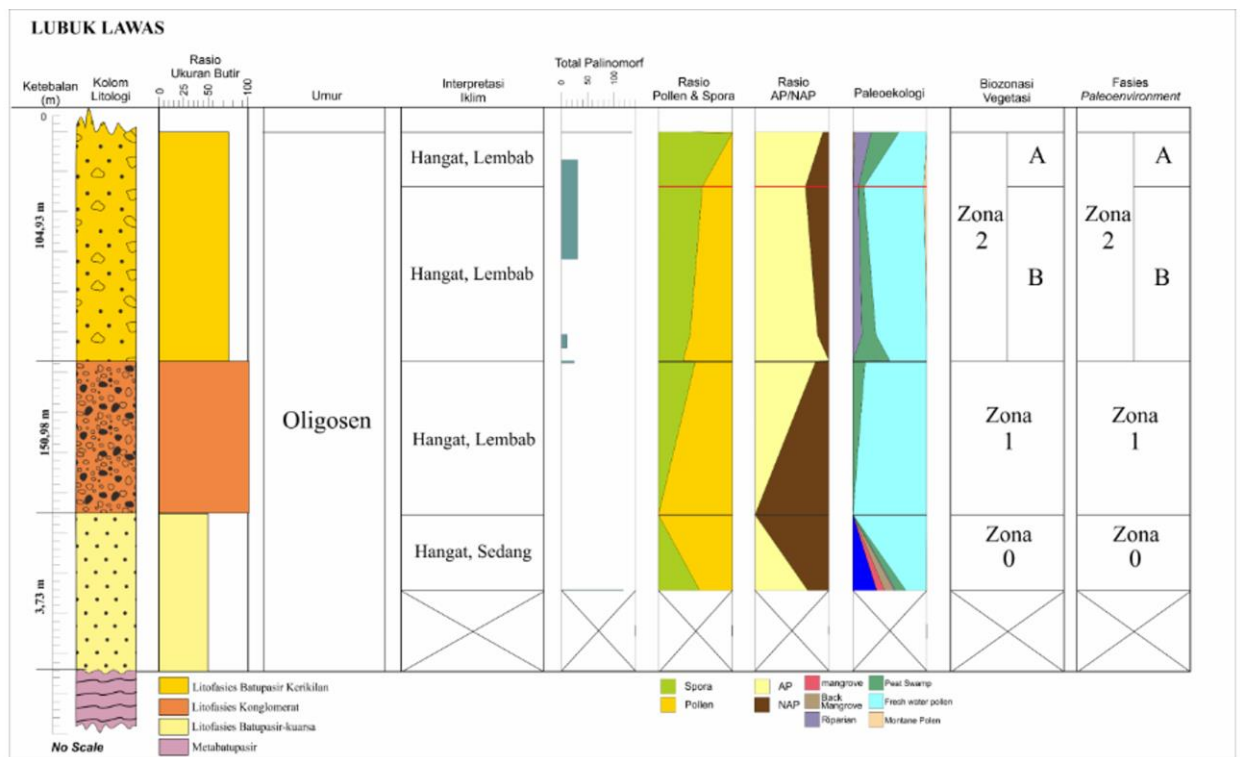 LUBUK LAWAS
Ketebalan
(m)
Kolom
Litologi
Rasio
Ukuran Butir
0
25
50
100
Umur
Interpretasi
Iklim
Total Palinomorf
0
50
100
Rasio
Pollen & Spora
Rasio
AP/NAP
Paleoekologi
Biozonasi
Vegetasi
Fasies
Paleoenvironment
0
104,93 m
150,98 m
3,73 m
Oligosen
Hangat, Lembab
Hangat, Lembab
Hangat, Lembab
Hangat, Sedang
Zona
2
A
B
Zona
1
Zona
0
Zona
2
A
B
Zona
1
Zona
0
No Scale
Litofasies Batupasir Kerikilan
Litofasies Konglomerat
Litofasies Batupasir-kuarsa
Metabatupasir
Spora
Pollen
AP
NAP
mangrove
Back
Mangrove
Riparian
Peat Swamp
Fresh water pollen
Montane Polen